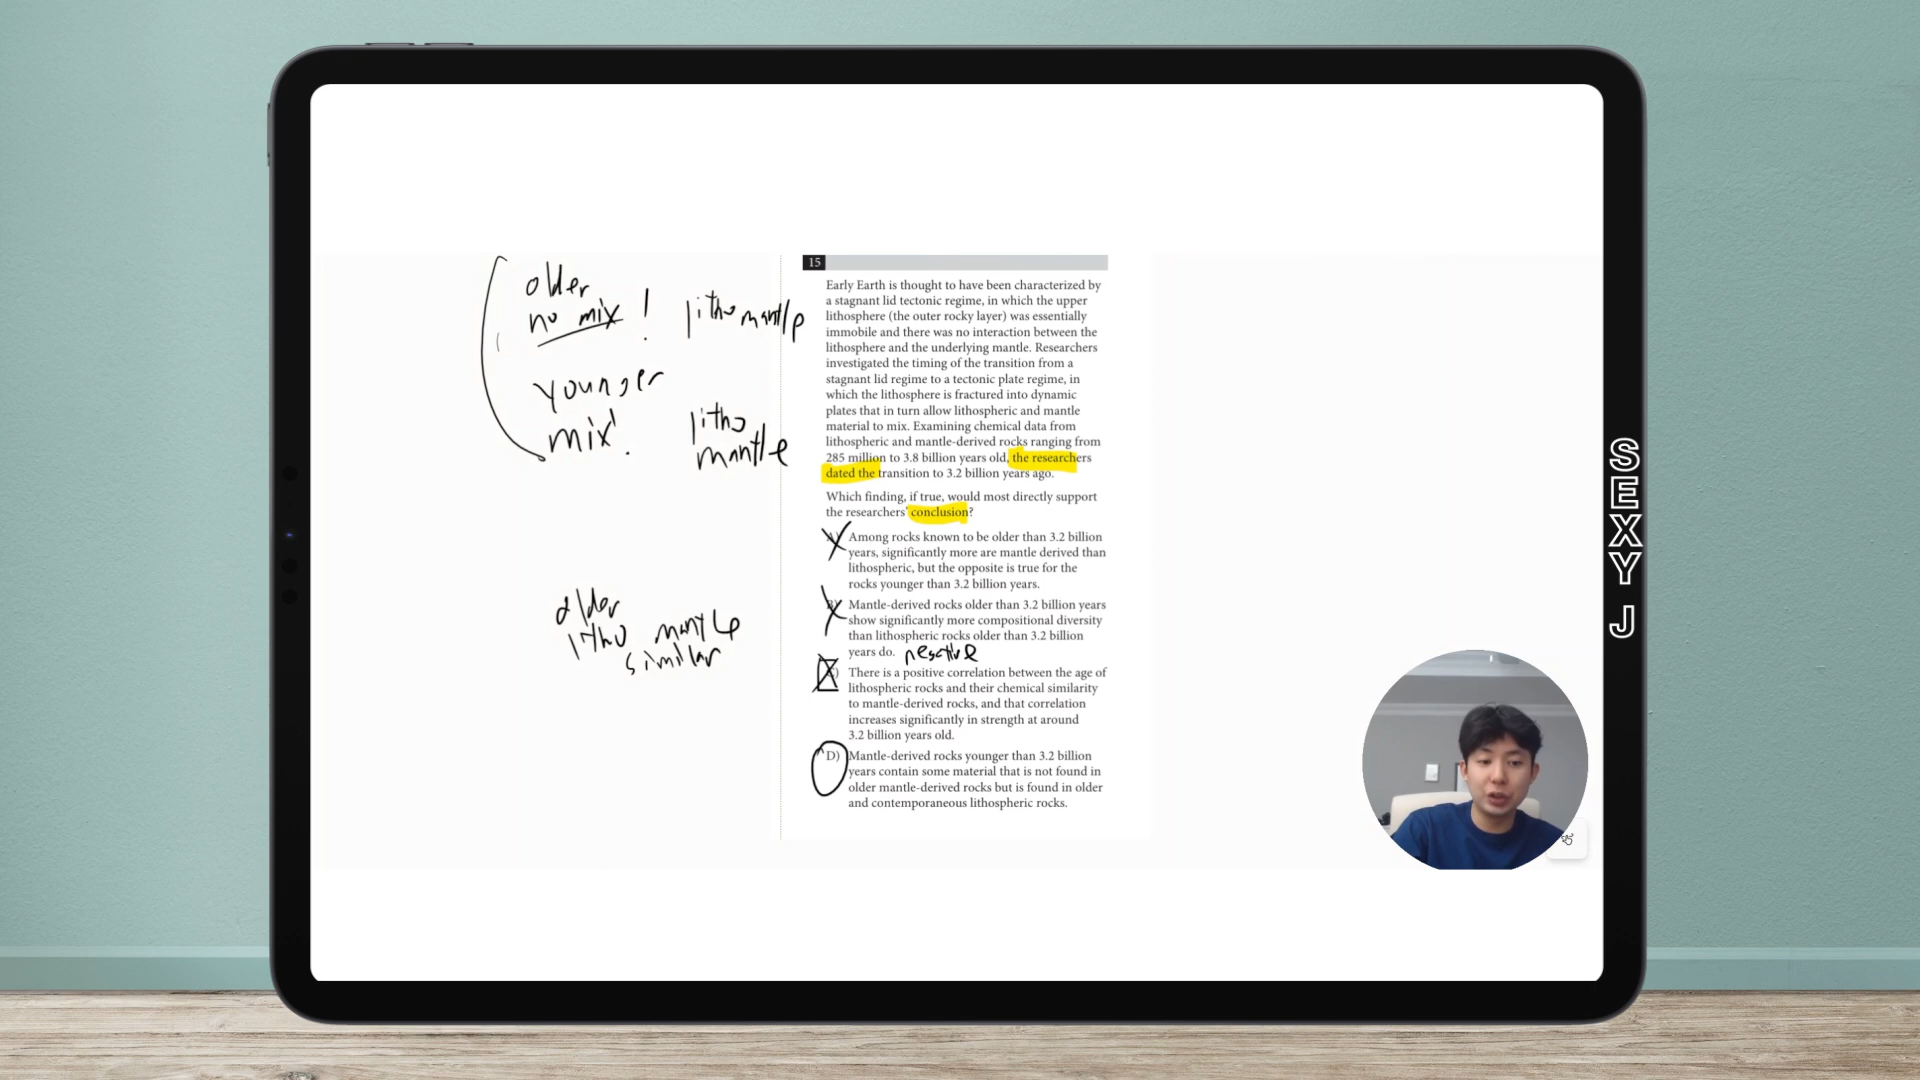 older
no mix !
litho mantle
younger
mix!
litho
mantle
older
litho mantle
similar
15
Early Earth is thought to have been characterized by
a stagnant lid tectonic regime, in which the upper
lithosphere (the outer rocky layer) was essentially
immobile and there was no interaction between the
lithosphere and the underlying mantle. Researchers
investigated the timing of the transition from a
stagnant lid regime to a tectonic plate regime, in
which the lithosphere is fractured into dynamic
plates that in turn allow lithospheric and mantle
material to mix. Examining chemical data from
lithospheric and mantle-derived rocks ranging from
285 million to 3.8 billion years old, the researchers
dated the transition to 3.2 billion years ago.
Which finding, if true, would most directly support
the researchers' conclusion?
A) Among rocks known to be older than 3.2 billion
years, significantly more are mantle derived than
lithospheric, but the opposite is true for the
rocks younger than 3.2 billion years.
B) Mantle-derived rocks older than 3.2 billion years
show significantly more compositional diversity
than lithospheric rocks older than 3.2 billion
years do.
negative
C) There is a positive correlation between the age of
lithospheric rocks and their chemical similarity
to mantle-derived rocks, and that correlation
increases significantly in strength at around
3.2 billion years old.
D) Mantle-derived rocks younger than 3.2 billion
years contain some material that is not found in
older mantle-derived rocks but is found in older
and contemporaneous lithospheric rocks.
SEXY J